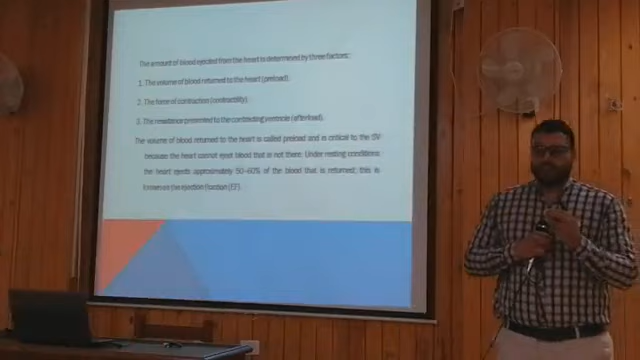 The amount of blood ejected from the heart is determined by three factors:
1. The volume of blood returned to the heart (preload).
2. The force of contraction (contractility).
3. The resistance presented to the contracting ventricle (afterload).
The volume of blood returned to the heart is called preload and is critical to the SV
because the heart cannot eject blood that is not there. Under resting conditions
the heart ejects approximately 50-60% of the blood that is returned; this is
known as the ejection fraction (EF).